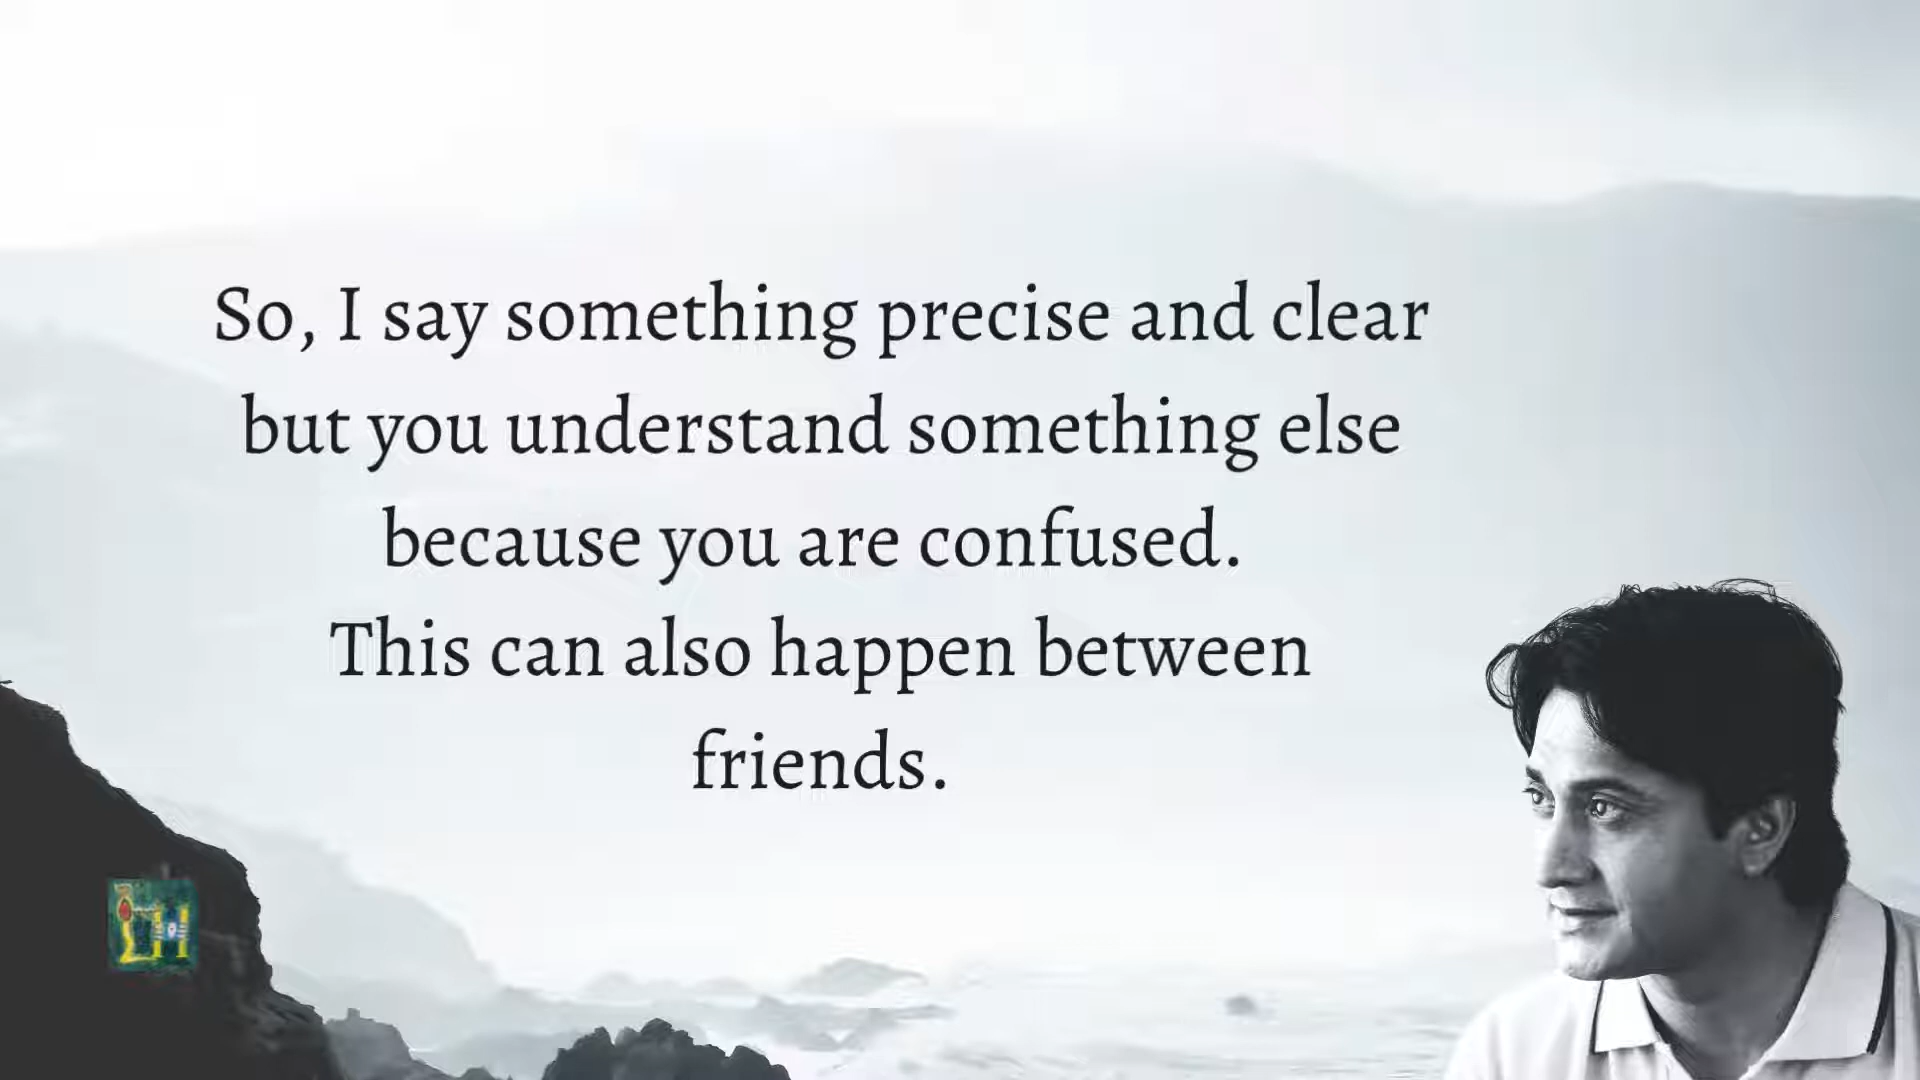 So, I say something precise and clear
but you understand something else
because you are confused.
This can also happen between
friends.